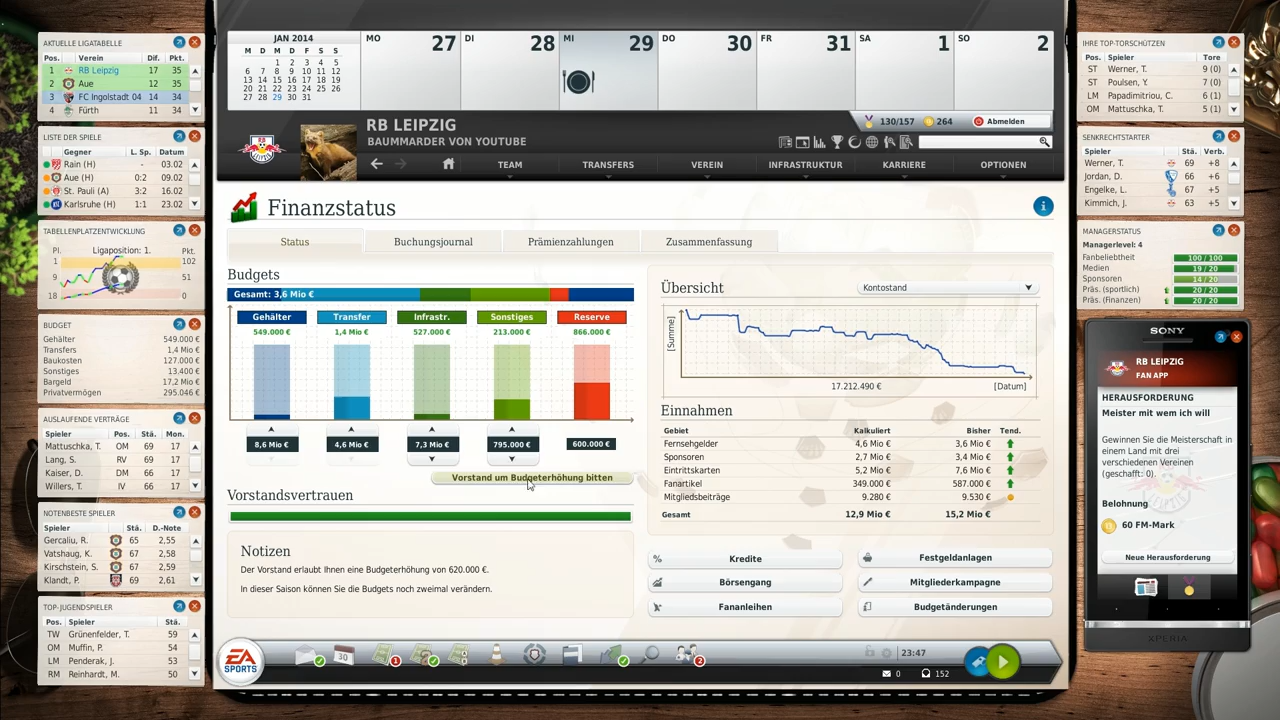 AKTUELLE LIGATABELLE
Pos. Verein Dif. Pkt.
1 RB Leipzig 17 35
2 Aue 12 35
3 FC Ingolstadt 04 14 34
4 Fürth 11 34
LISTE DER SPIELE
Gegner L. Sp. Datum
Rain (H) - 03.02
Aue (H) 0:2 09.02
St. Pauli (A) 3:2 16.02
Karlsruhe (H) 1:1 23.02
TABELLENPLATZENTWICKLUNG
Pl. Ligaposition: 1. Pkt.
1 102
9 51
18 0
BUDGET
Gehälter 549.000 €
Transfers 1,4 Mio €
Baukosten 127.000 €
Sonstiges 13,400 €
Bargeld 17,2 Mio €
Privatvermögen 295.046 €
AUSLAUFENDE VERTRÄGE
Spieler Pos. Stä. Mon.
Mattuschka, T. OM 69 17
Lang, S. RV 69 17
Kaiser, D. DM 66 17
Willers, T. IV 66 17
NOTENBESTE SPIELER
Spieler Stä. D.-Note
Gercaliu, R. 65 2,55
Vatshaug, K. 67 2,58
Kirschstein, S. 67 2,59
Klandt, P. 69 2,61
TOP-JUGENDSPIELER
Pos. Spieler Stä.
TW Grünenfelder, T. 59
OM Muffin, P. 54
LM Penderak, J. 53
RM Reinhardt, M. 50
JAN 2014
M D M D F S S
1 2 3 4 5
6 7 8 9 10 11 12
13 14 15 16 17 18 19
20 21 22 23 24 25 26
27 28 29 30 31
MO 27 DI 28 MI 29 DO 30 FR 31 SA 1 SO 2
RB LEIPZIG
BAUMMARDER VON YOUTUBE
130/157 264 Abmelden
TEAM TRANSFERS VEREIN INFRASTRUKTUR KARRIERE OPTIONEN
Finanzstatus
Status Buchungsjournal Prämienzahlungen Zusammenfassung
Budgets
Gesamt: 3,6 Mio €
Gehälter Transfer Infrastr. Sonstiges Reserve
549.000 € 1,4 Mio € 527.000 € 213.000 € 866.000 €
8,6 Mio € 4,6 Mio € 7,3 Mio € 795.000 € 600.000 €
Vorstand um Budgeterhöhung bitten
Vorstandsvertrauen
Notizen
Der Vorstand erlaubt Ihnen eine Budgeterhöhung von 620.000 €.
In dieser Saison können Sie die Budgets noch zweimal verändern.
Übersicht
Kontostand
[Summe]
17.212.490 € [Datum]
Einnahmen
Gebiet Kalkuliert Bisher Tend.
Fernsehgelder 4,6 Mio € 3,6 Mio €
Sponsoren 2,7 Mio € 3,4 Mio €
Eintrittskarten 5,2 Mio € 7,6 Mio €
Fanartikel 349.000 € 587.000 €
Mitgliedsbeiträge 9.280 € 9.530 €
Gesamt 12,9 Mio € 15,2 Mio €
Kredite Festgeldanlagen
Börsengang Mitgliederkampagne
Fananleihen Budgetänderungen
EA SPORTS
30 1 2
23:47
0 152
IHRE TOP-TORSCHÜTZEN
Pos. Spieler Tore
ST Werner, T. 9 (0)
ST Poulsen, Y. 7 (0)
LM Papadimitriou, C. 6 (1)
OM Mattuschka, T. 5 (1)
SENKRECHTSTARTER
Spieler Stä. Verb.
Werner, T. 69 +8
Jordan, D. 66 +6
Engelke, L. 67 +5
Kimmich, J. 63 +5
MANAGERSTATUS
Managerlevel: 4
Fanbeliebtheit 100 / 100
Medien 19 / 20
Sponsoren 14 / 20
Präs. (sportlich) 20 / 20
Präs. (Finanzen) 20 / 20
SONY
RB LEIPZIG
FAN APP
HERAUSFORDERUNG
Meister mit wem ich will
Gewinnen Sie die Meisterschaft in
einem Land mit drei
verschiedenen Vereinen
(geschafft: 0).
Belohnung
60 FM-Mark
Neue Herausforderung
XPERIA